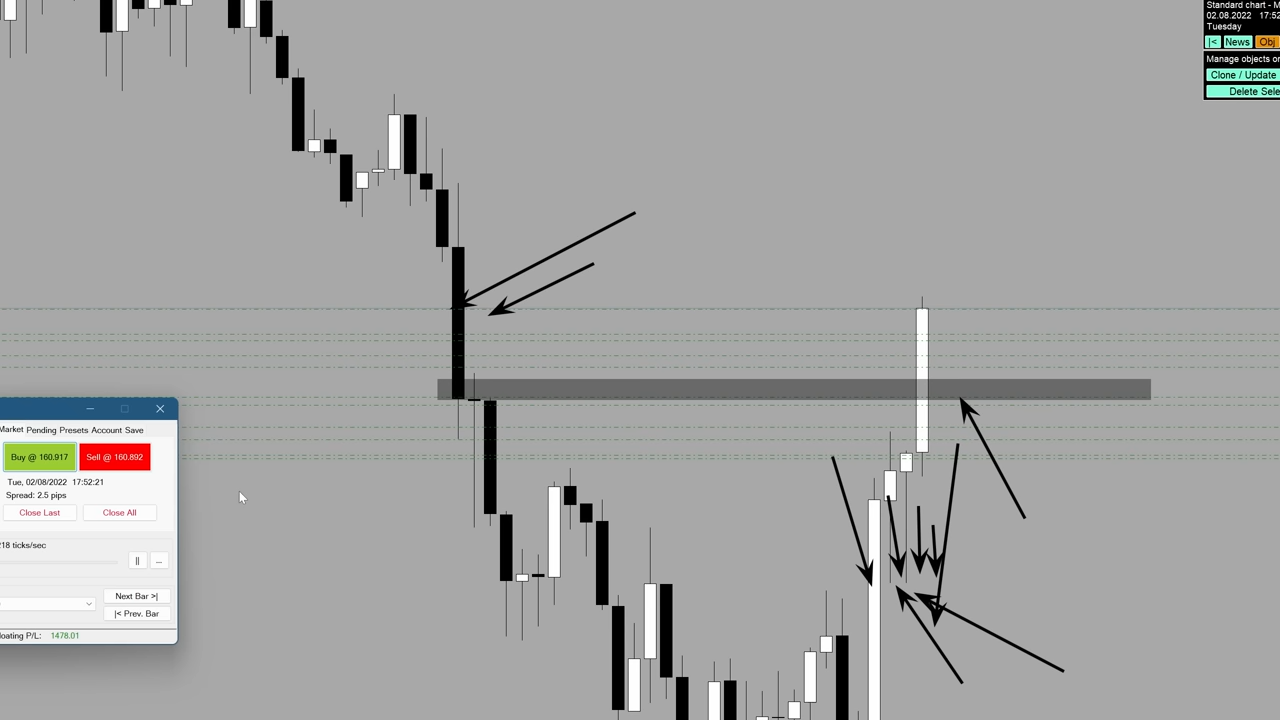 Standard chart - M
02.08.2022 17:52
Tuesday
|< News Obj
Manage objects or
Clone / Update
Delete Sele
Market Pending Presets Account Save
Buy @ 160.917 Sell @ 160.892
Tue, 02/08/2022 17:52:21
Spread: 2.5 pips
Close Last Close All
218 ticks/sec
|| ...
Next Bar >|
|< Prev. Bar
loating P/L: 1478.01